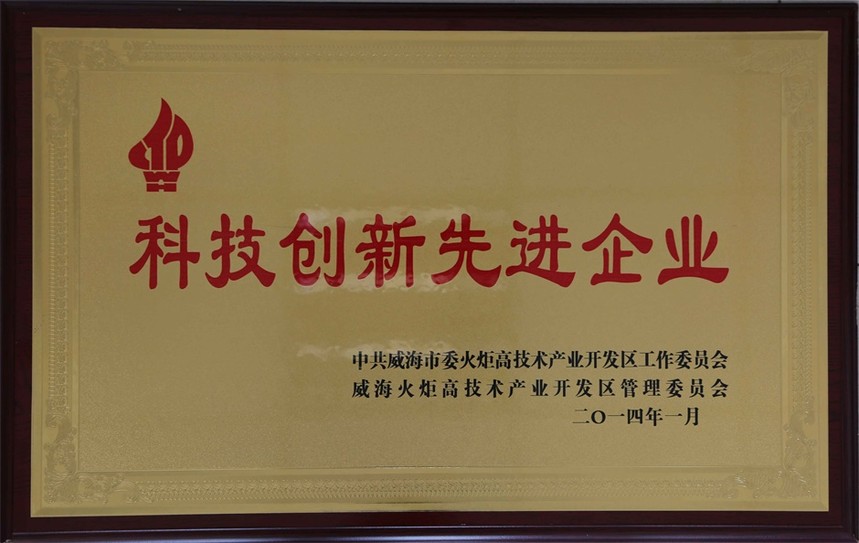 科技创新先进企业
中共威海市委火炬高技术产业开发区工作委员会
威海火炬高技术产业开发区管理委员会
二〇一四年一月